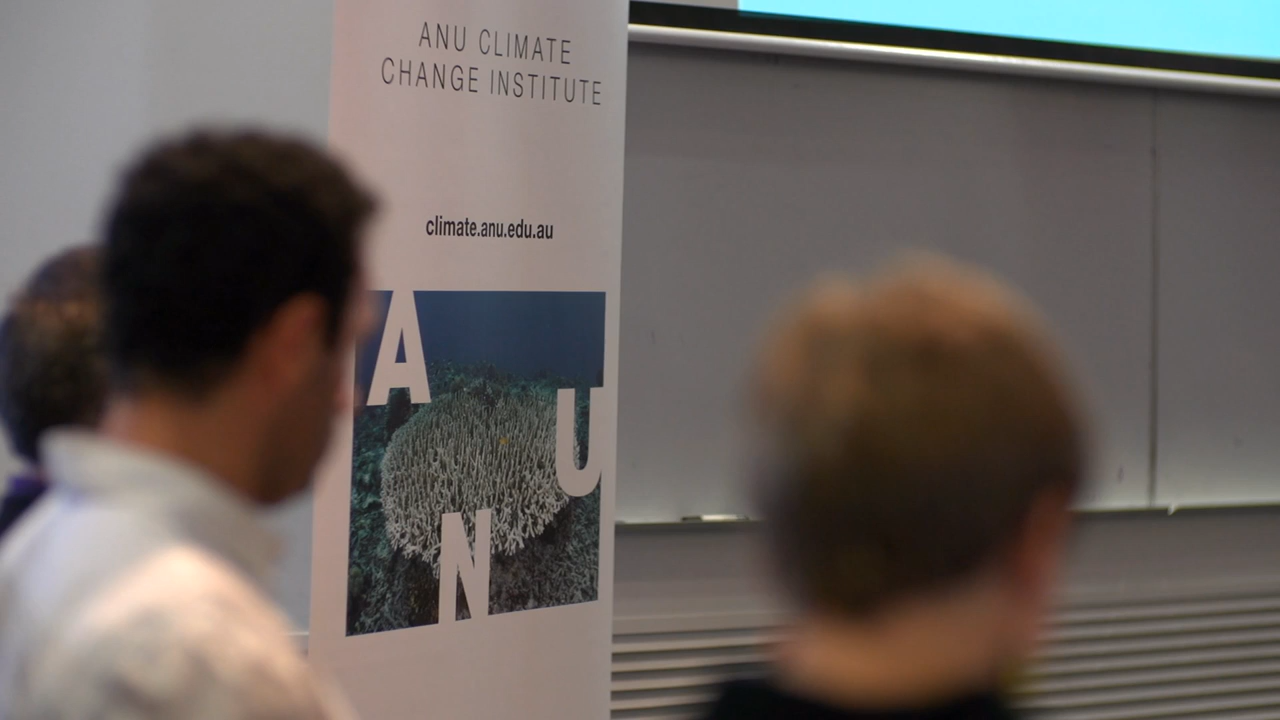 ANU CLIMATE
CHANGE INSTITUTE
climate.anu.edu.au
A
U
N